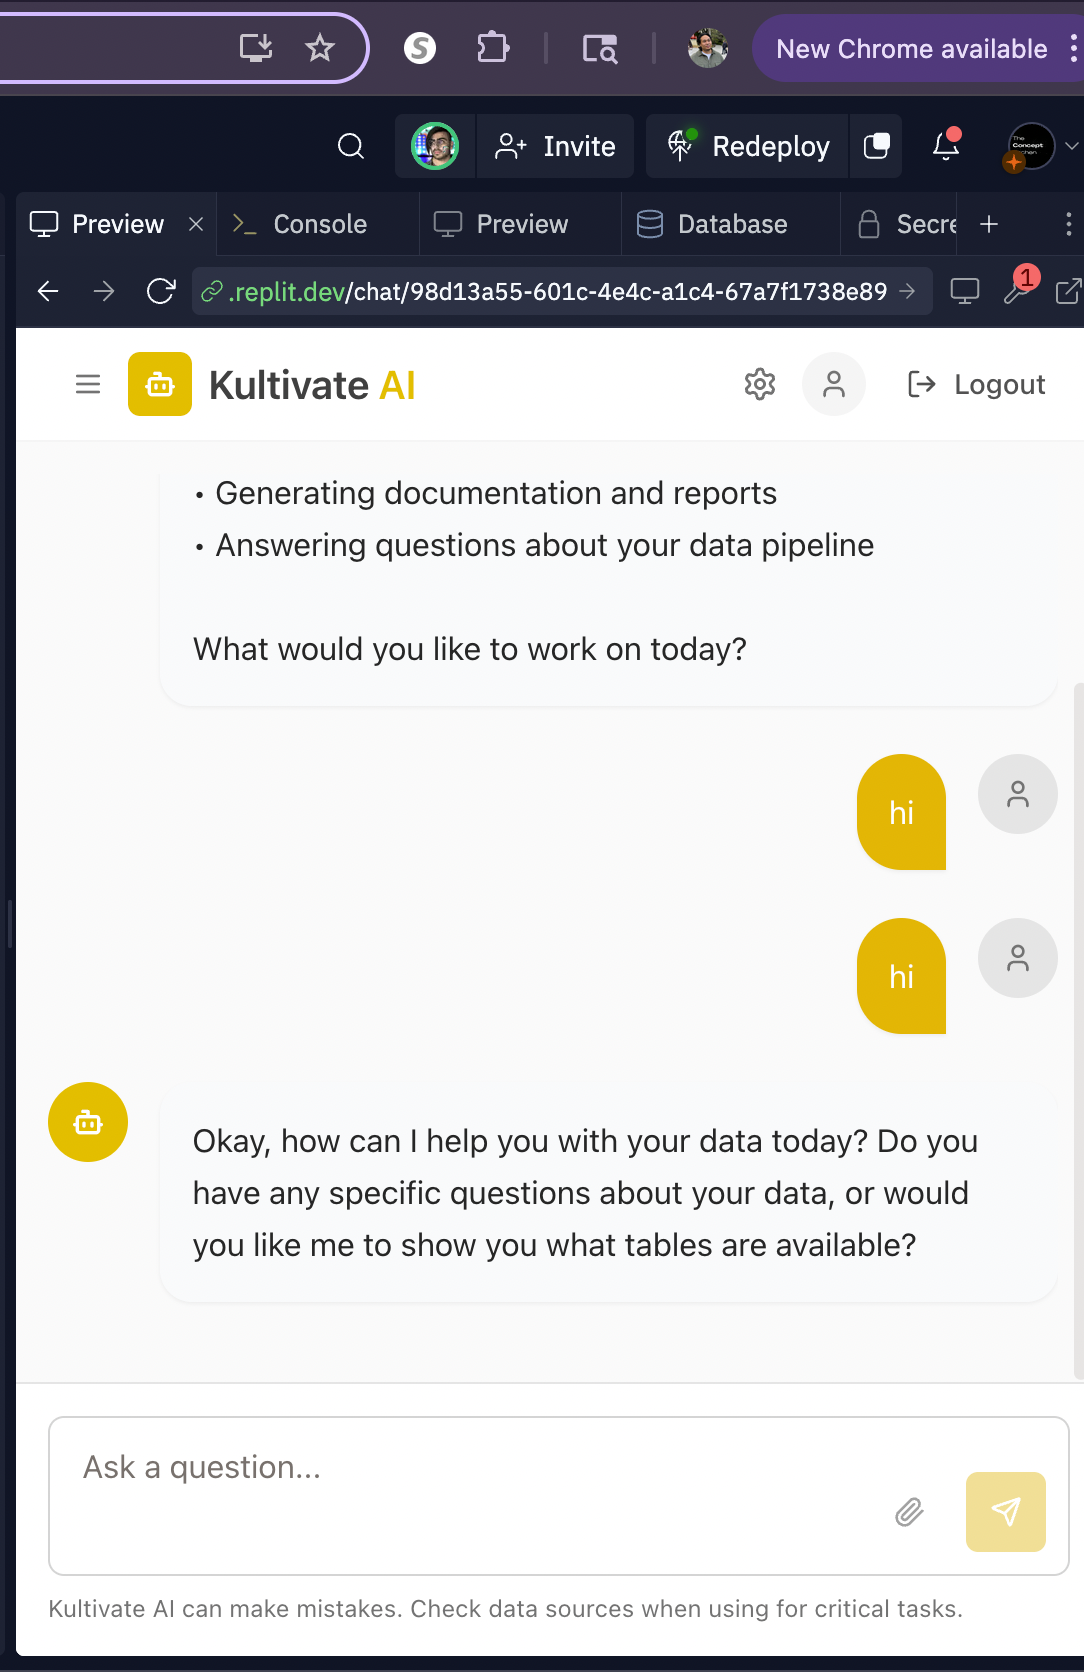 New Chrome available
Invite
Redeploy
The
Concept
Preview
Console
Preview
Database
Secre
.replit.dev/chat/98d13a55-601c-4e4c-a1c4-67a7f1738e89
1
Kultivate AI
Logout
• Generating documentation and reports
• Answering questions about your data pipeline
What would you like to work on today?
hi
hi
Okay, how can I help you with your data today? Do you
have any specific questions about your data, or would
you like me to show you what tables are available?
Ask a question...
Kultivate AI can make mistakes. Check data sources when using for critical tasks.